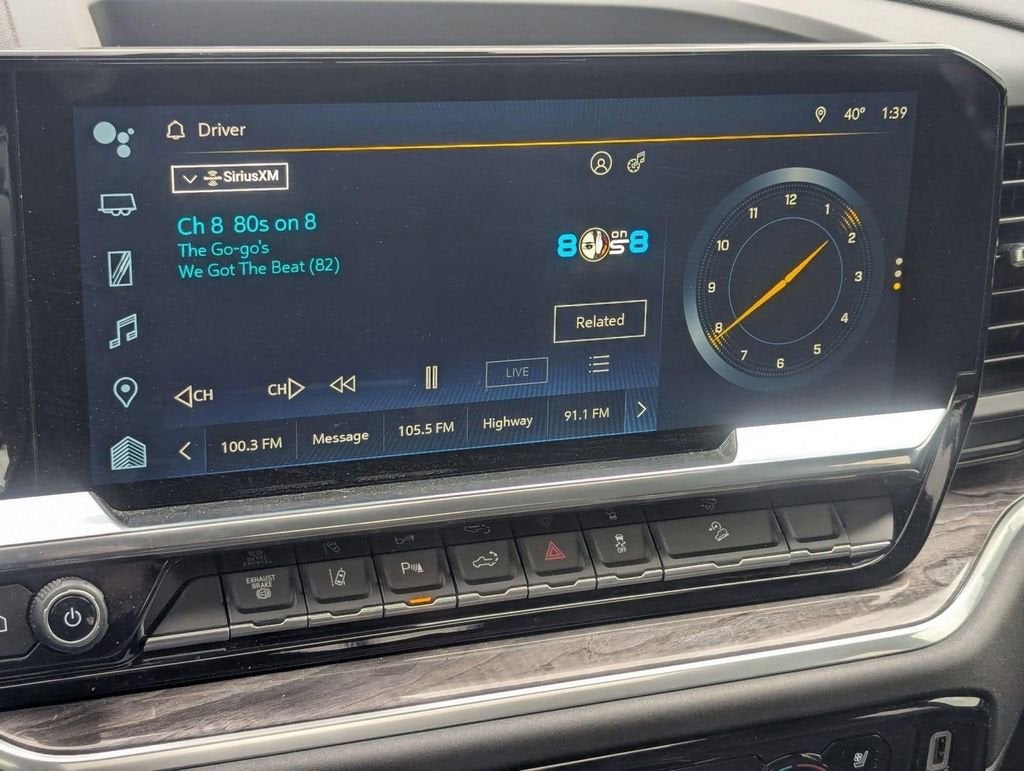 Driver
40° 1:39
SiriusXM
Ch 8 80s on 8
The Go-go's
We Got The Beat (82)
8 on 8
Related
CH CH LIVE
100.3 FM Message 105.5 FM Highway 91.1 FM
12
1
2
3
4
5
6
7
8
9
10
11
EXHAUST
BRAKE
P
OFF